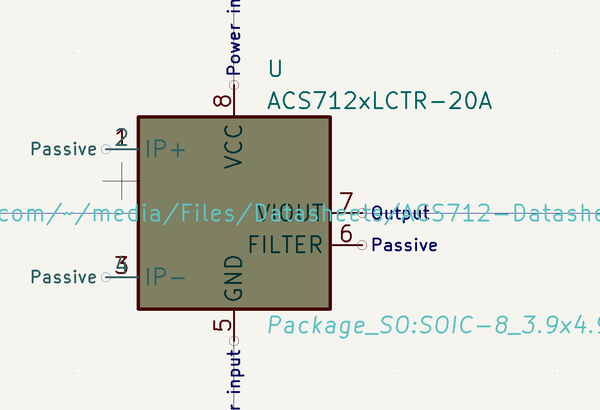 Power in
U
ACS712xLCTR-20A
8
VCC
1
2
Passive
IP+
com/~/media/Files/Datasheets/ACS712-Datashe
VIOUT
7
Output
FILTER
6
Passive
3
4
Passive
IP-
GND
5
Package_SO:SOIC-8_3.9x4.9
r input